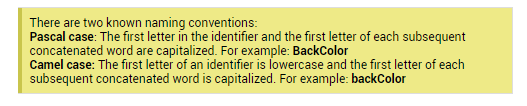 There are two known naming conventions:
Pascal case: The first letter in the identifier and the first letter of each subsequent
concatenated word are capitalized. For example: BackColor
Camel case: The first letter of an identifier is lowercase and the first letter of each
subsequent concatenated word is capitalized. For example: backColor